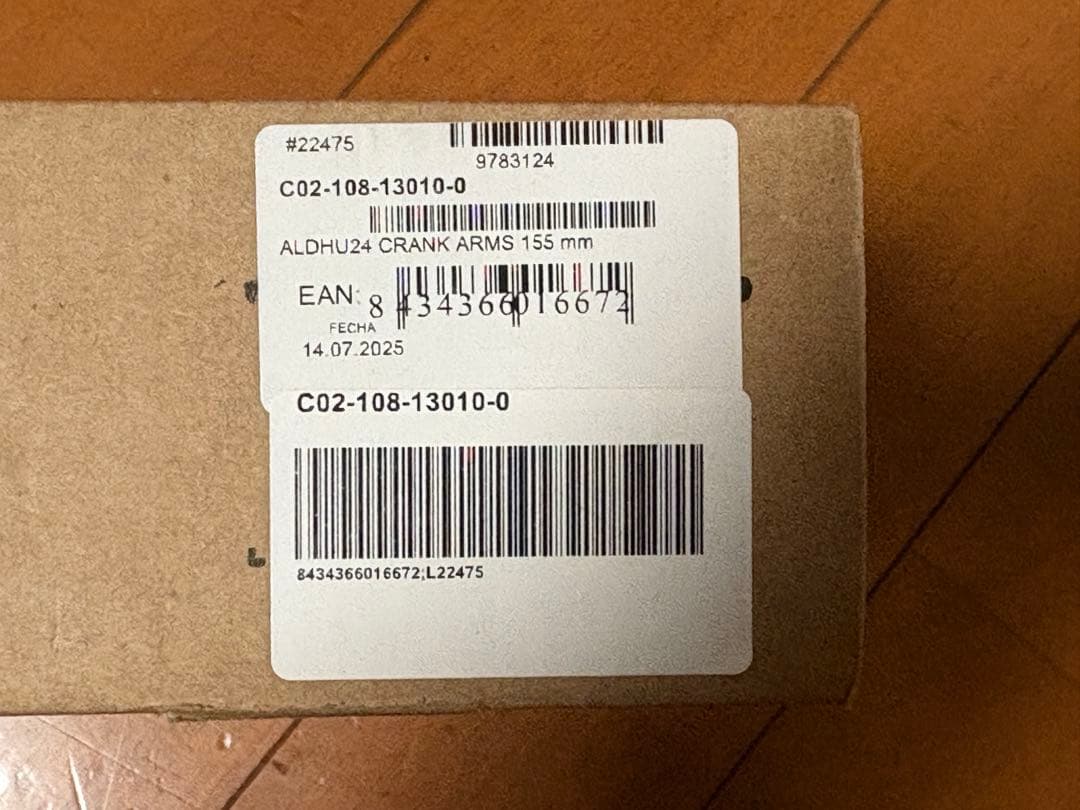 #22475
9783124
C02-108-13010-0
ALDHU24 CRANK ARMS 155 mm
EAN: 8434366016672
FECHA
14.07.2025
C02-108-13010-0
8434366016672;L22475